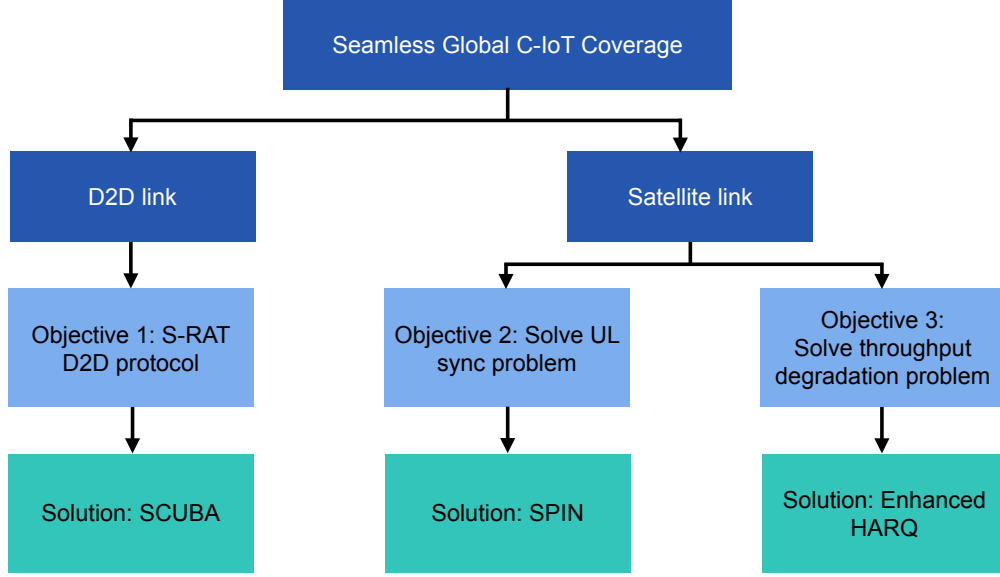 Seamless Global C-IoT Coverage
D2D link
Satellite link
Objective 1: S-RAT
D2D protocol
Objective 2: Solve UL
sync problem
Objective 3:
Solve throughput
degradation problem
Solution: SCUBA
Solution: SPIN
Solution: Enhanced
HARQ